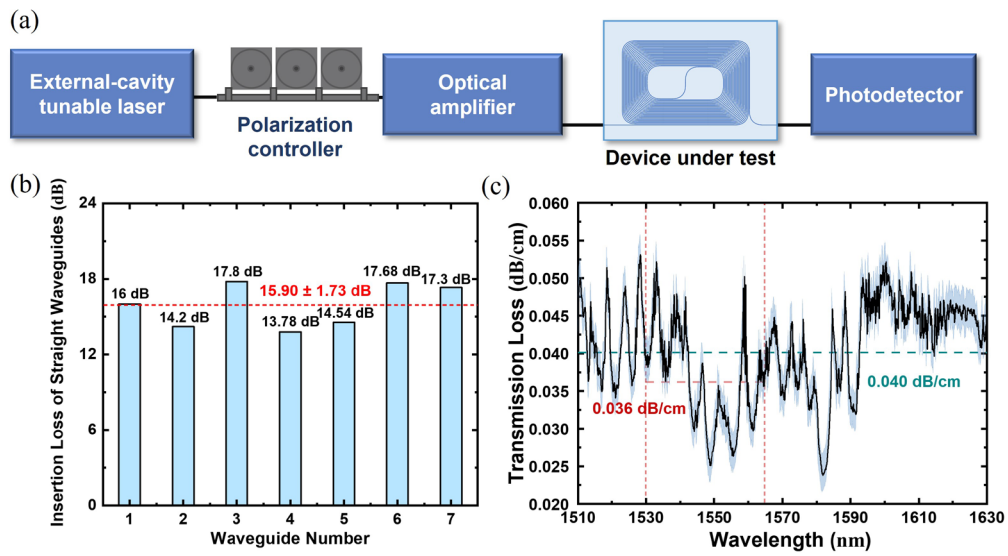 (a)
External-cavity
tunable laser
Polarization
controller
Optical
amplifier
Device under test
Photodetector
(b)
Insertion Loss of Straight Waveguides (dB)
24
18
12
6
0
16 dB
14.2 dB
17.8 dB
15.90 ± 1.73 dB
13.78 dB
14.54 dB
17.68 dB
17.3 dB
1
2
3
4
5
6
7
Waveguide Number
(c)
Transmission Loss (dB/cm)
0.060
0.055
0.050
0.045
0.040
0.035
0.030
0.025
0.020
0.036 dB/cm
0.040 dB/cm
1510
1530
1550
1570
1590
1610
1630
Wavelength (nm)